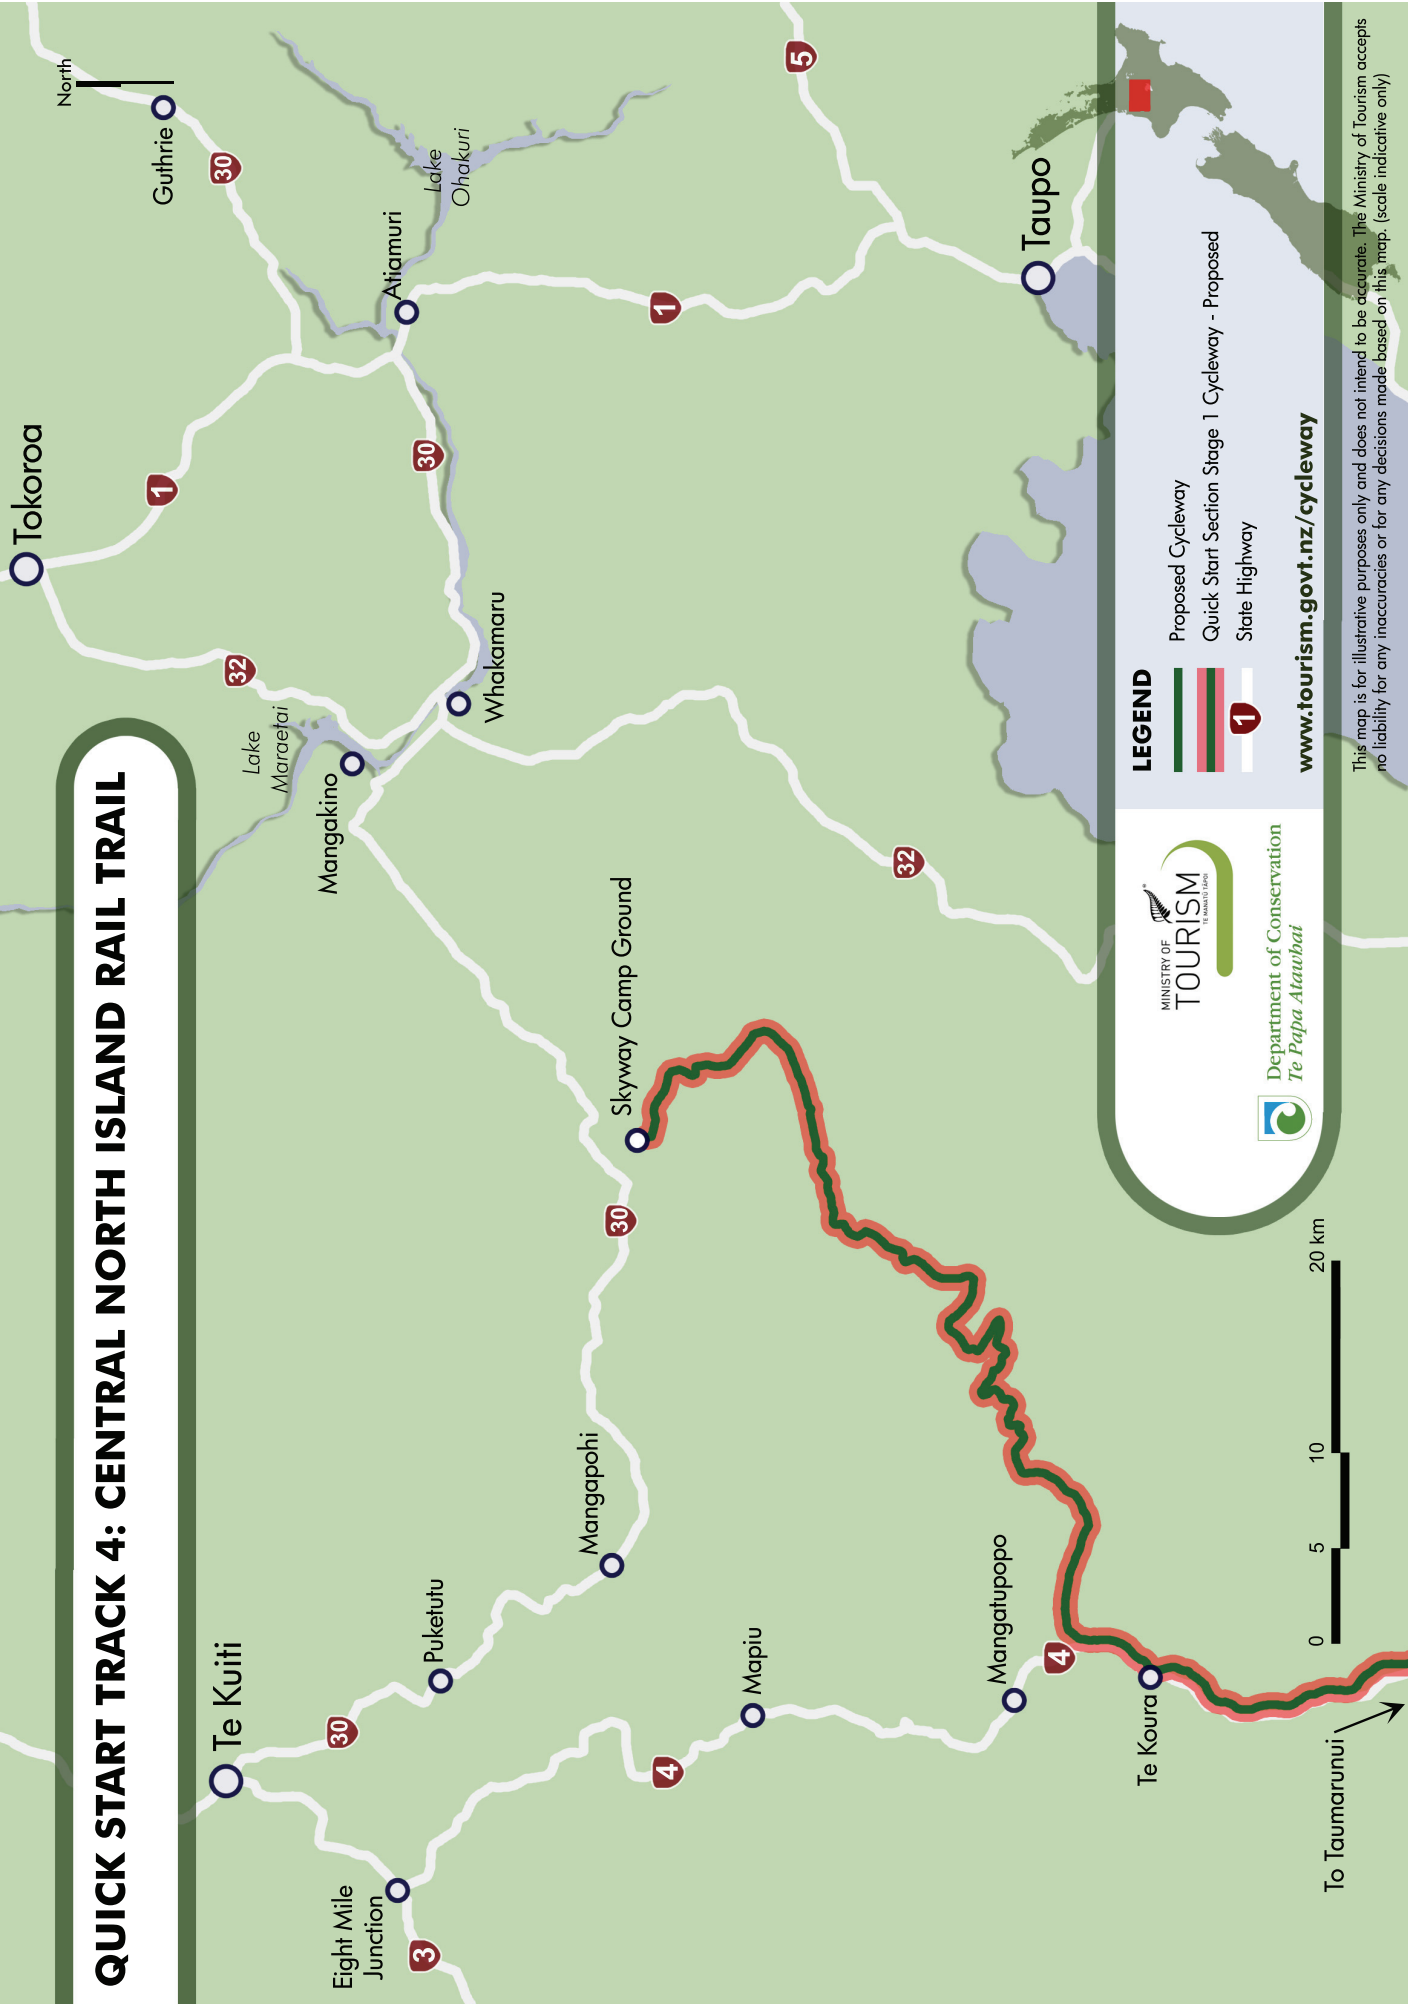 QUICK START TRACK 4: CENTRAL NORTH ISLAND RAIL TRAIL
North
Guthrie
30
Tokoroa
1
32
Lake
Maraetai
Mangakino
Whakamaru
30
Atiamuri
Lake
Ohakuri
1
5
Taupo
32
Skyway Camp Ground
30
Mangapohi
Puketutu
30
Te Kuiti
Eight Mile
Junction
3
4
Mapiu
Mangatupopo
4
Te Koura
To Taumarunui
0
5
10
20 km
MINISTRY OF
TOURISM
TE MANATŪ TĀPOI
Department of Conservation
Te Papa Atawhai
LEGEND
Proposed Cycleway
Quick Start Section Stage 1 Cycleway - Proposed
1
State Highway
www.tourism.govt.nz/cycleway
This map is for illustrative purposes only and does not intend to be accurate. The Ministry of Tourism accepts
no liability for any inaccuracies or for any decisions made based on this map. (scale indicative only)